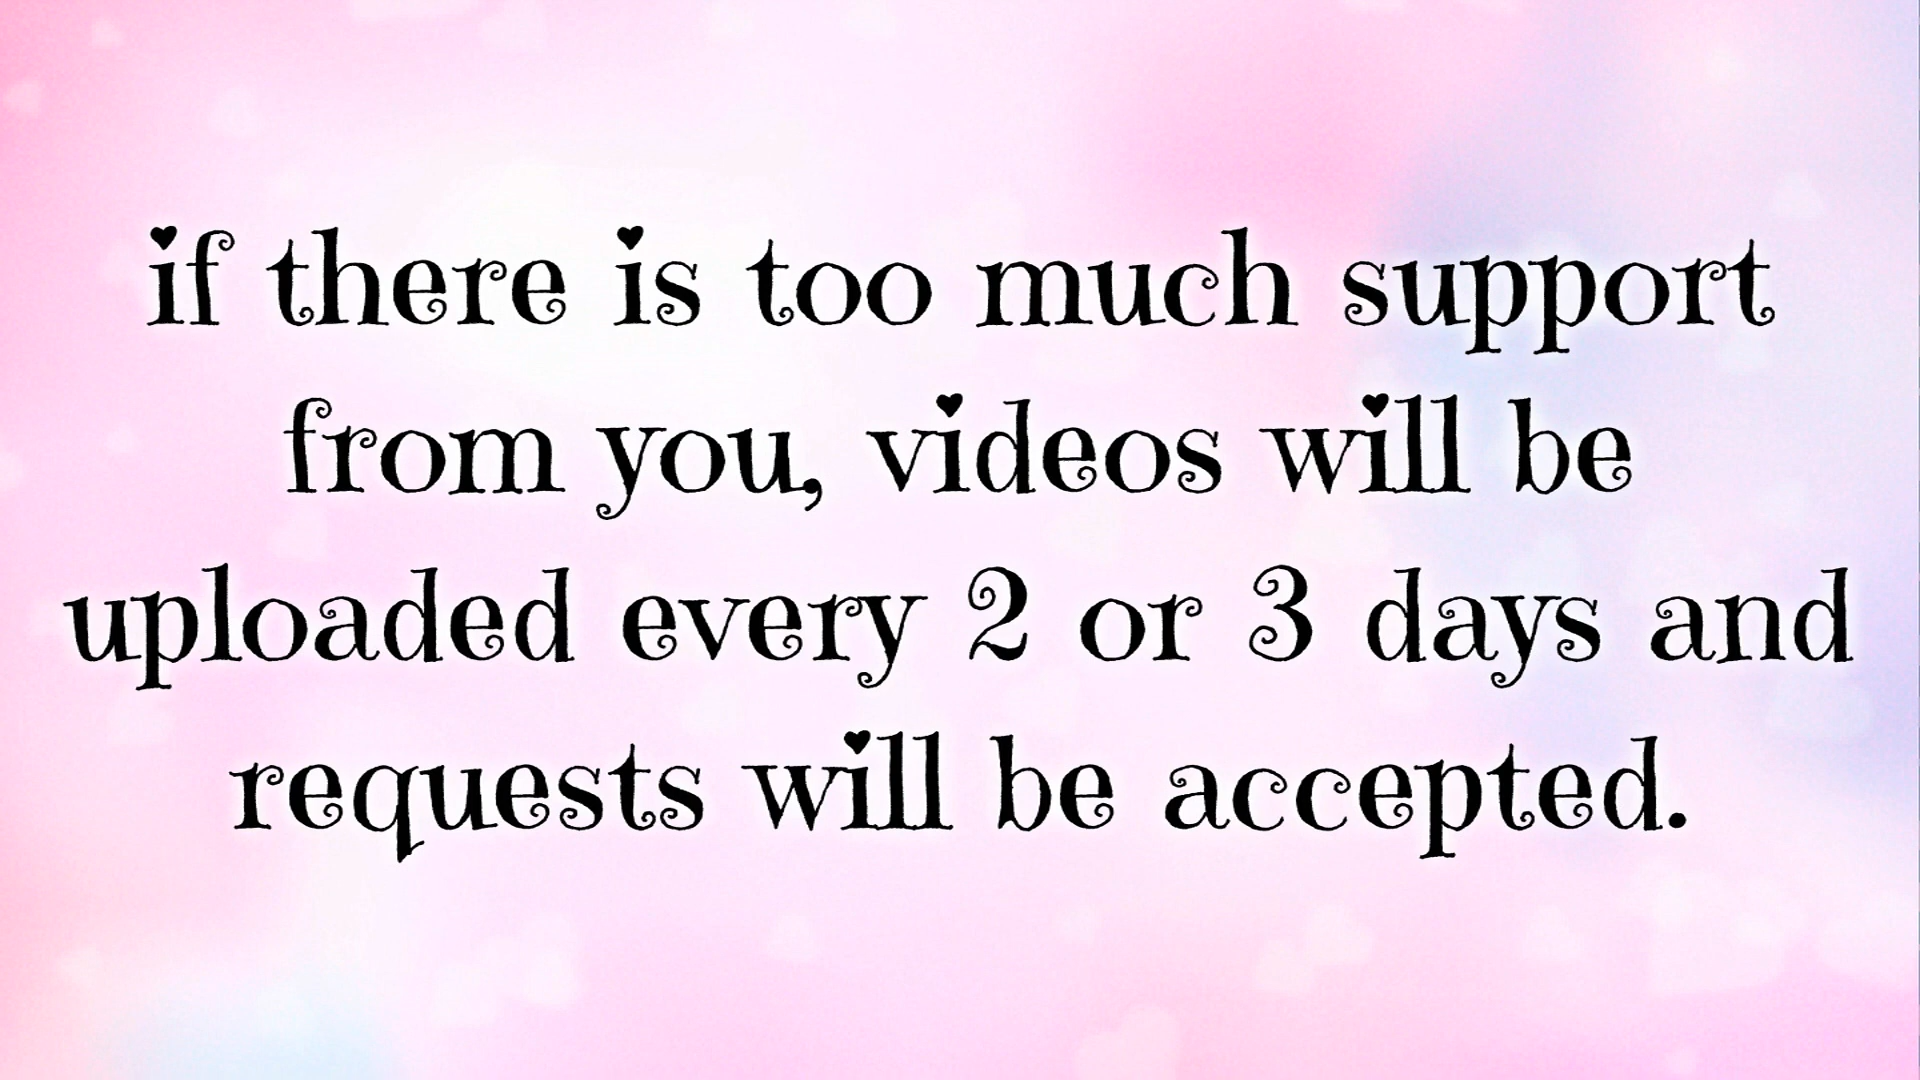 if there is too much support
from you, videos will be
uploaded every 2 or 3 days and
requests will be accepted.